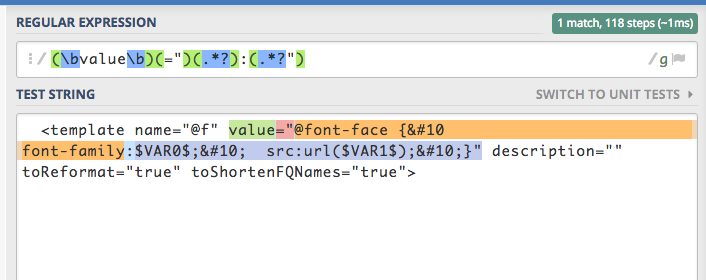 REGULAR EXPRESSION 1 match, 118 steps (~1ms)
/ (\bvalue\b)(=")(.*?):(.*?") / g
TEST STRING SWITCH TO UNIT TESTS
<template name="@f" value="@font-face {&#10
font-family:$VAR0$;&#10;  src:url($VAR1$);&#10;}" description=""
toReformat="true" toShortenFQNames="true">